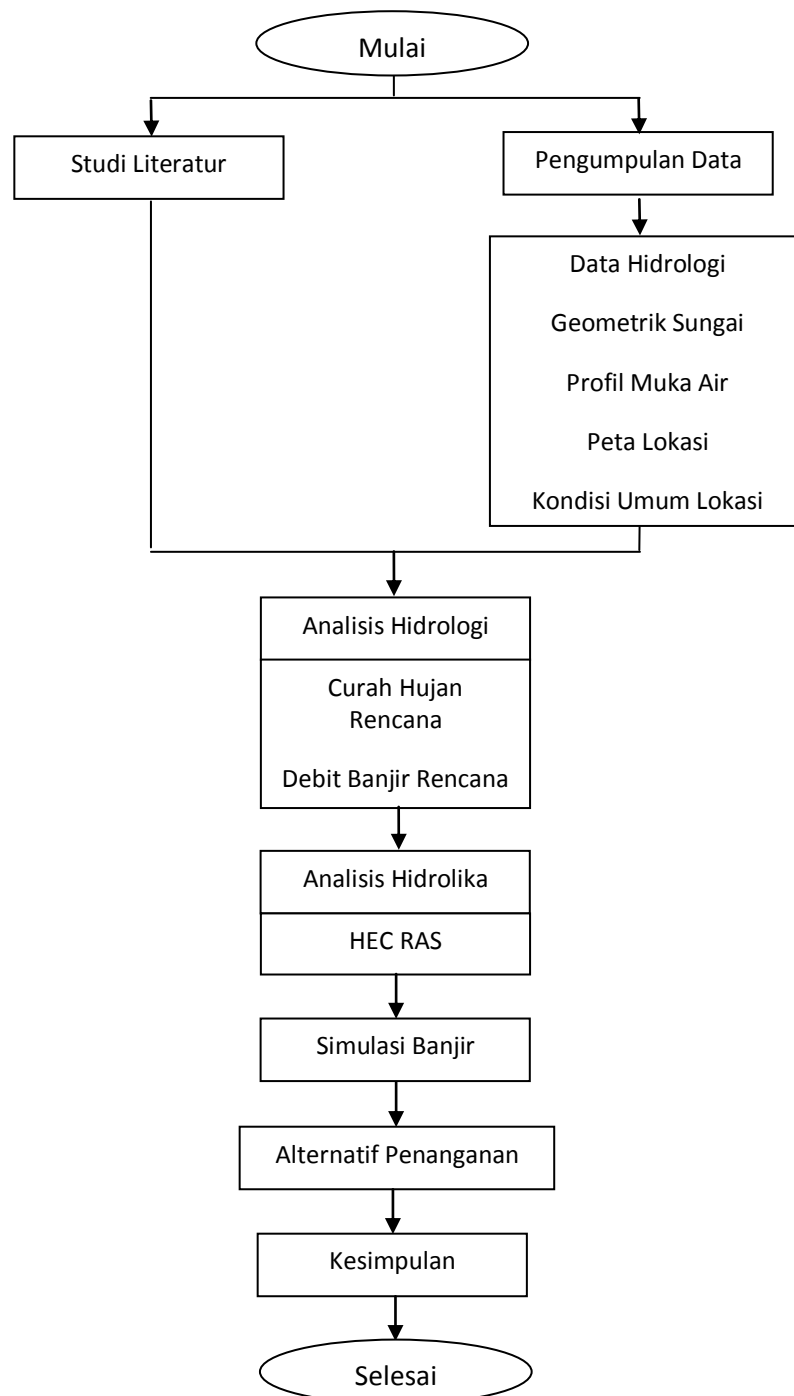 Mulai
Studi Literatur
Pengumpulan Data
Data Hidrologi
Geometrik Sungai
Profil Muka Air
Peta Lokasi
Kondisi Umum Lokasi
Analisis Hidrologi
Curah Hujan
Rencana
Debit Banjir Rencana
Analisis Hidrolika
HEC RAS
Simulasi Banjir
Alternatif Penanganan
Kesimpulan
Selesai